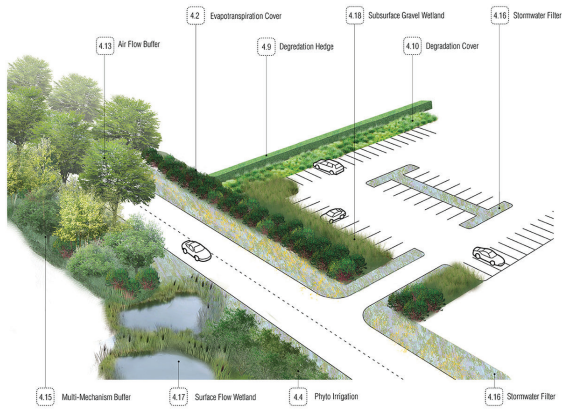 4.2 Evapotranspiration Cover
4.18 Subsurface Gravel Wetland
4.16 Stormwater Filter
4.13 Air Flow Buffer
4.9 Degredation Hedge
4.10 Degradation Cover
4.15 Multi-Mechanism Buffer
4.17 Surface Flow Wetland
4.4 Phyto Irrigation
4.16 Stormwater Filter